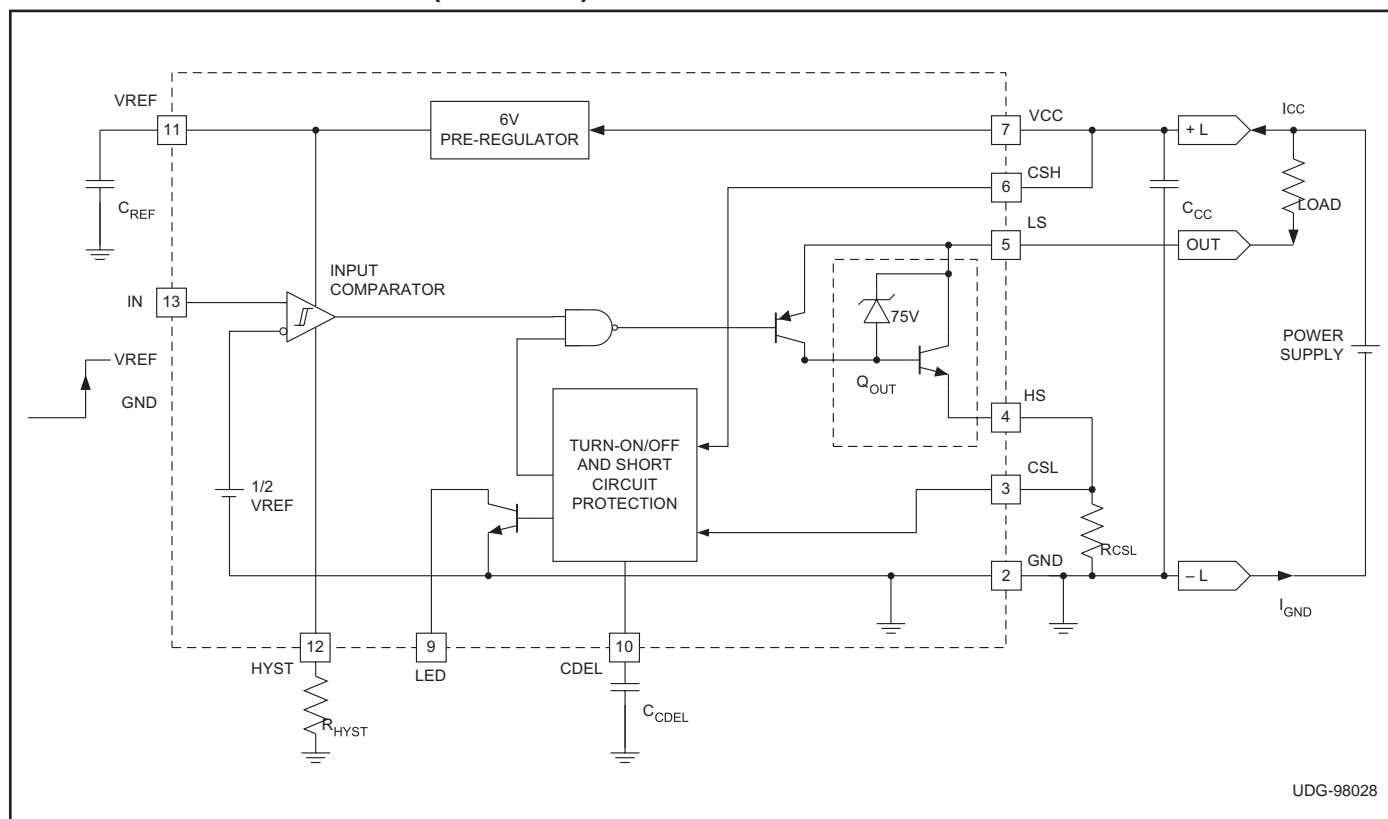 VREF
11
6V
PRE-REGULATOR
7
VCC
ICC
+ L
CSH
6
CREF
CCC
LOAD
LS
5
OUT
INPUT
COMPARATOR
IN
13
75V
VREF
POWER
SUPPLY
QOUT
GND
HS
4
TURN-ON/OFF
AND SHORT
CIRCUIT
PROTECTION
CSL
3
1/2
VREF
RCSL
GND
2
– L
IGND
12
9
10
HYST
LED
CDEL
CCDEL
RHYST
UDG-98028